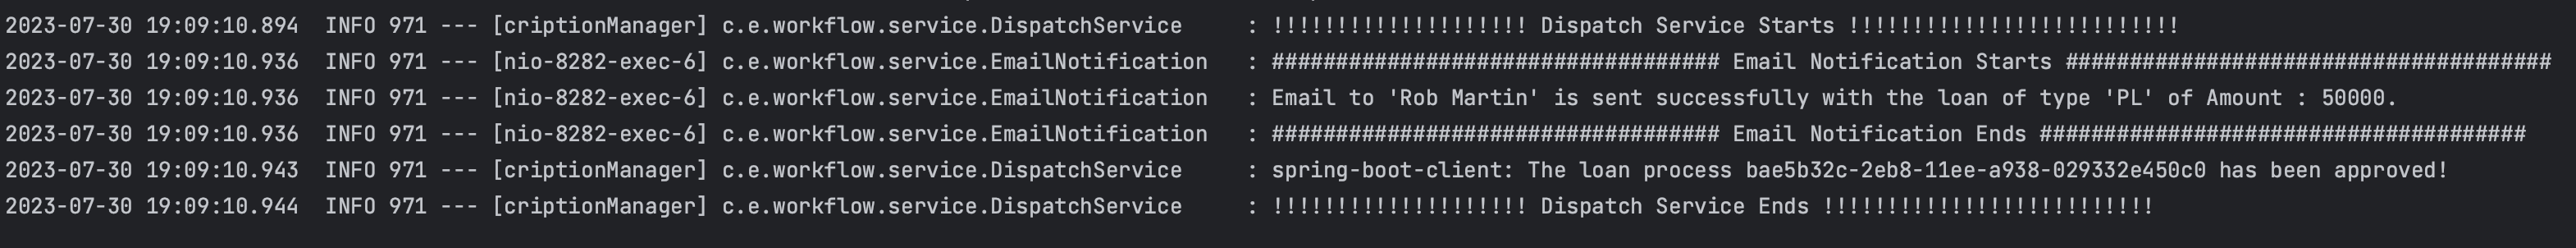 2023-07-30 19:09:10.894  INFO 971 --- [criptionManager] c.e.workflow.service.DispatchService     : !!!!!!!!!!!!!!!!!!!! Dispatch Service Starts !!!!!!!!!!!!!!!!!!!!!!!!!!
2023-07-30 19:09:10.936  INFO 971 --- [nio-8282-exec-6] c.e.workflow.service.EmailNotification   : ################################### Email Notification Starts ######################################
2023-07-30 19:09:10.936  INFO 971 --- [nio-8282-exec-6] c.e.workflow.service.EmailNotification   : Email to 'Rob Martin' is sent successfully with the loan of type 'PL' of Amount : 50000.
2023-07-30 19:09:10.936  INFO 971 --- [nio-8282-exec-6] c.e.workflow.service.EmailNotification   : ################################### Email Notification Ends ######################################
2023-07-30 19:09:10.943  INFO 971 --- [criptionManager] c.e.workflow.service.DispatchService     : spring-boot-client: The loan process bae5b32c-2eb8-11ee-a938-029332e450c0 has been approved!
2023-07-30 19:09:10.944  INFO 971 --- [criptionManager] c.e.workflow.service.DispatchService     : !!!!!!!!!!!!!!!!!!!! Dispatch Service Ends !!!!!!!!!!!!!!!!!!!!!!!!!!